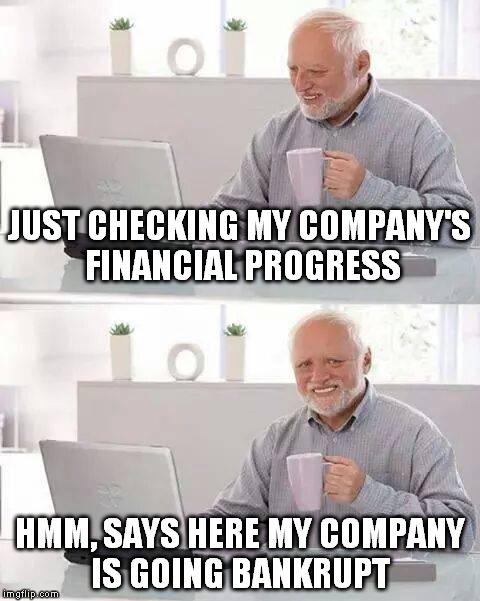 JUST CHECKING MY COMPANY'S
FINANCIAL PROGRESS
HMM, SAYS HERE MY COMPANY
IS GOING BANKRUPT
imgflip.com